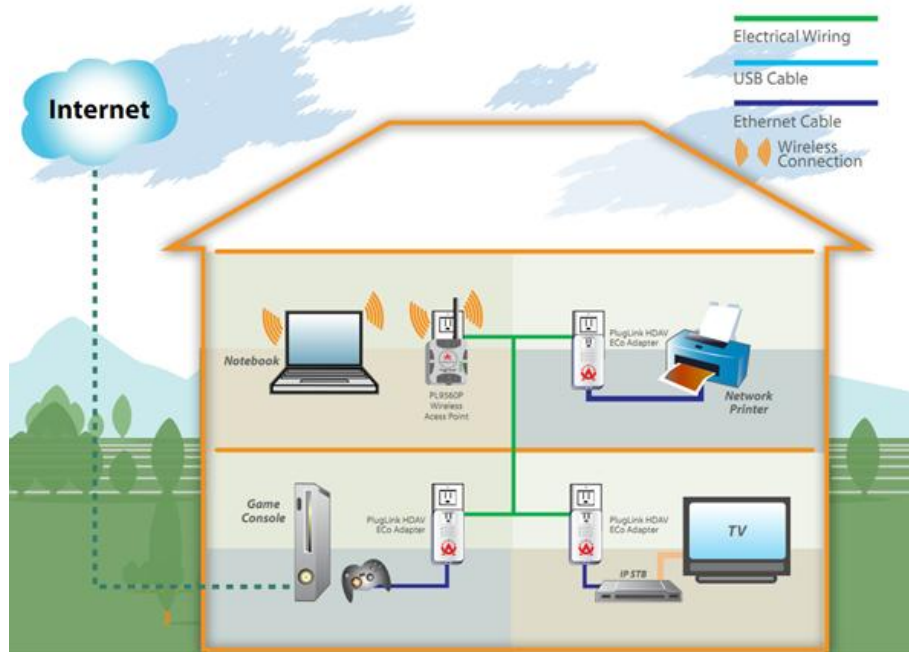 Electrical Wiring
USB Cable
Ethernet Cable
Wireless
Connection
Internet
Notebook
PL9560P
Wireless
Acess Point
PlugLink HDAV
ECo Adapter
Network
Printer
Game
Console
PlugLink HDAV
ECo Adapter
PlugLink HDAV
ECo Adapter
IP STB
TV